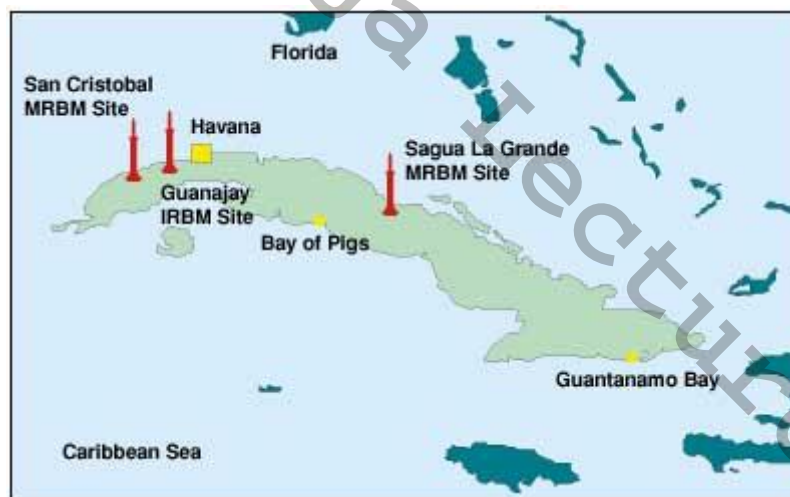 Florida
San Cristobal
MRBM Site
Havana
Sagua La Grande
MRBM Site
Guanajay
IRBM Site
Bay of Pigs
Guantanamo Bay
Caribbean Sea